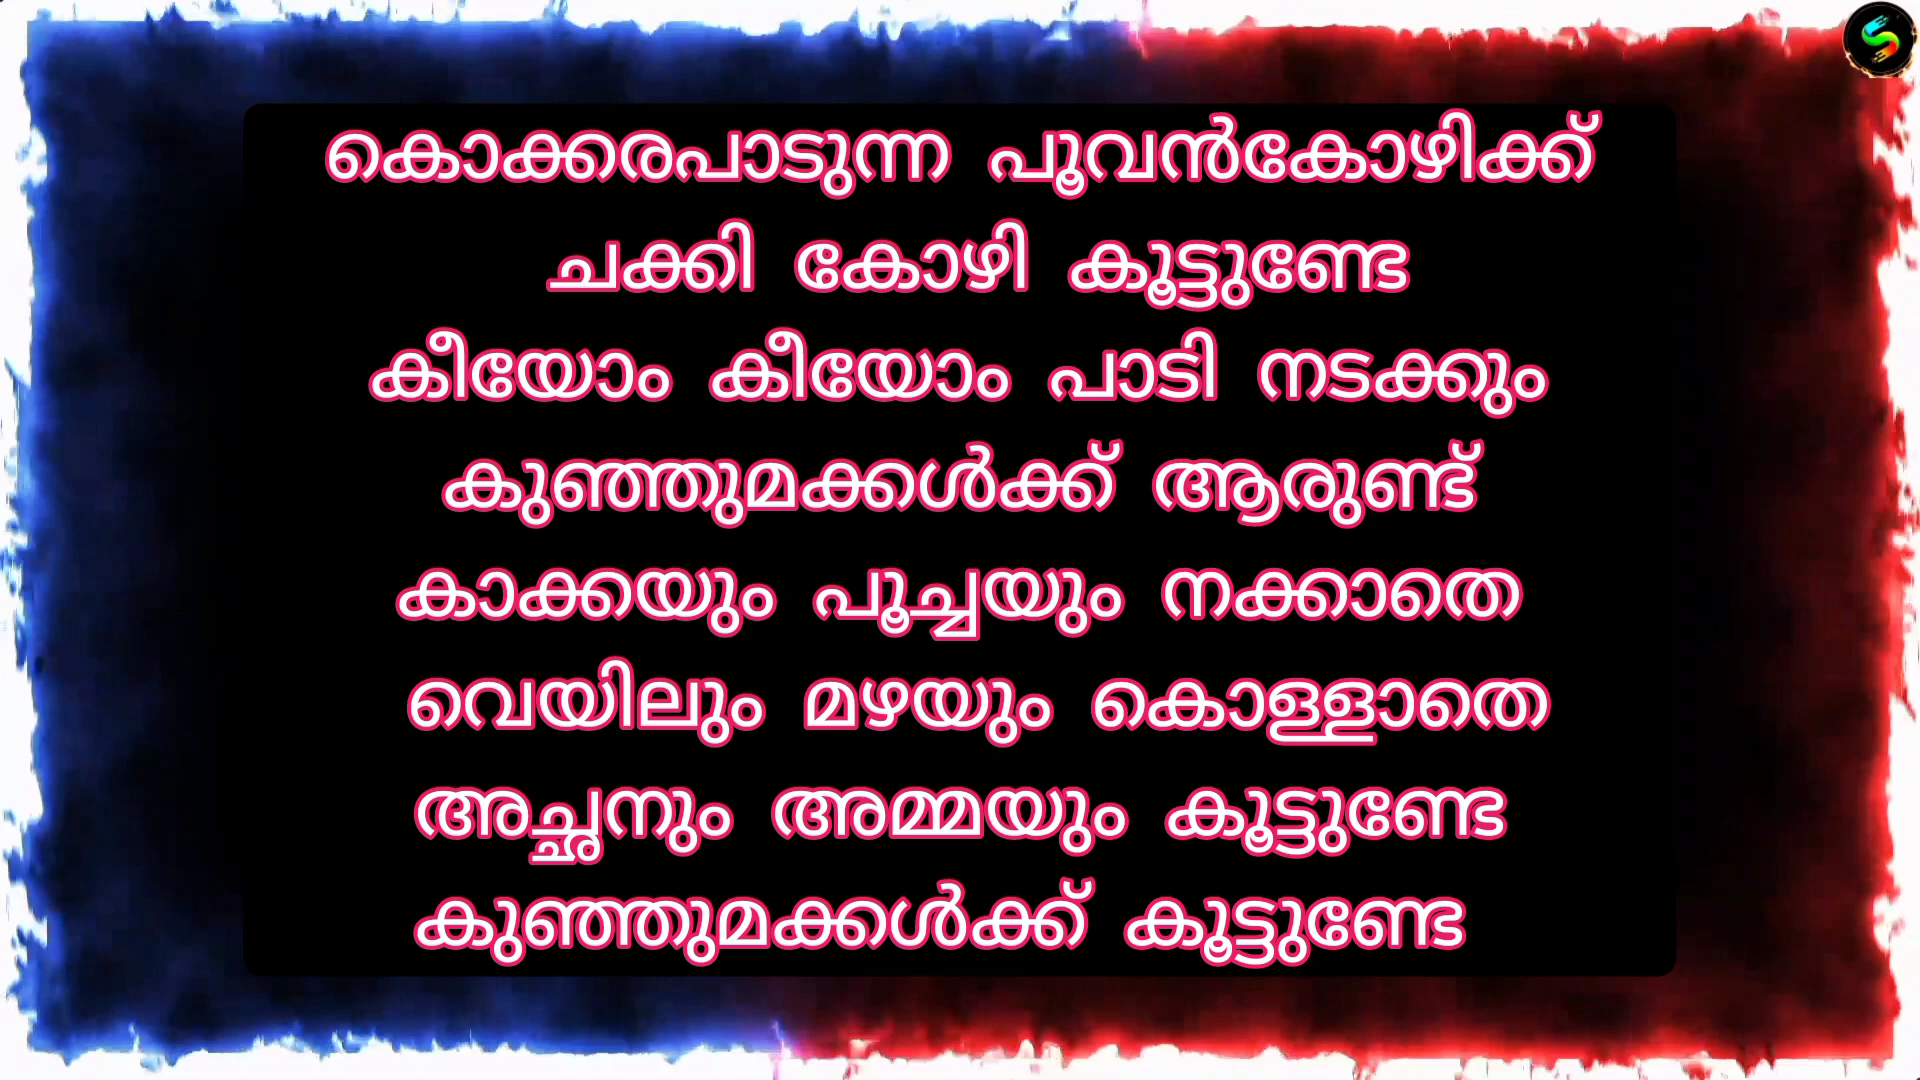 കൊക്കരപാടുന്ന പൂവൻകോഴിക്ക്
ചക്കി കോഴി കൂട്ടുണ്ടേ
കീയോം കീയോം പാടി നടക്കും
കുഞ്ഞുമക്കൾക്ക് ആരുണ്ട്
കാക്കയും പൂച്ചയും നക്കാതെ
വെയിലും മഴയും കൊള്ളാതെ
അച്ഛനും അമ്മയും കൂട്ടുണ്ടേ
കുഞ്ഞുമക്കൾക്ക് കൂട്ടുണ്ടേ